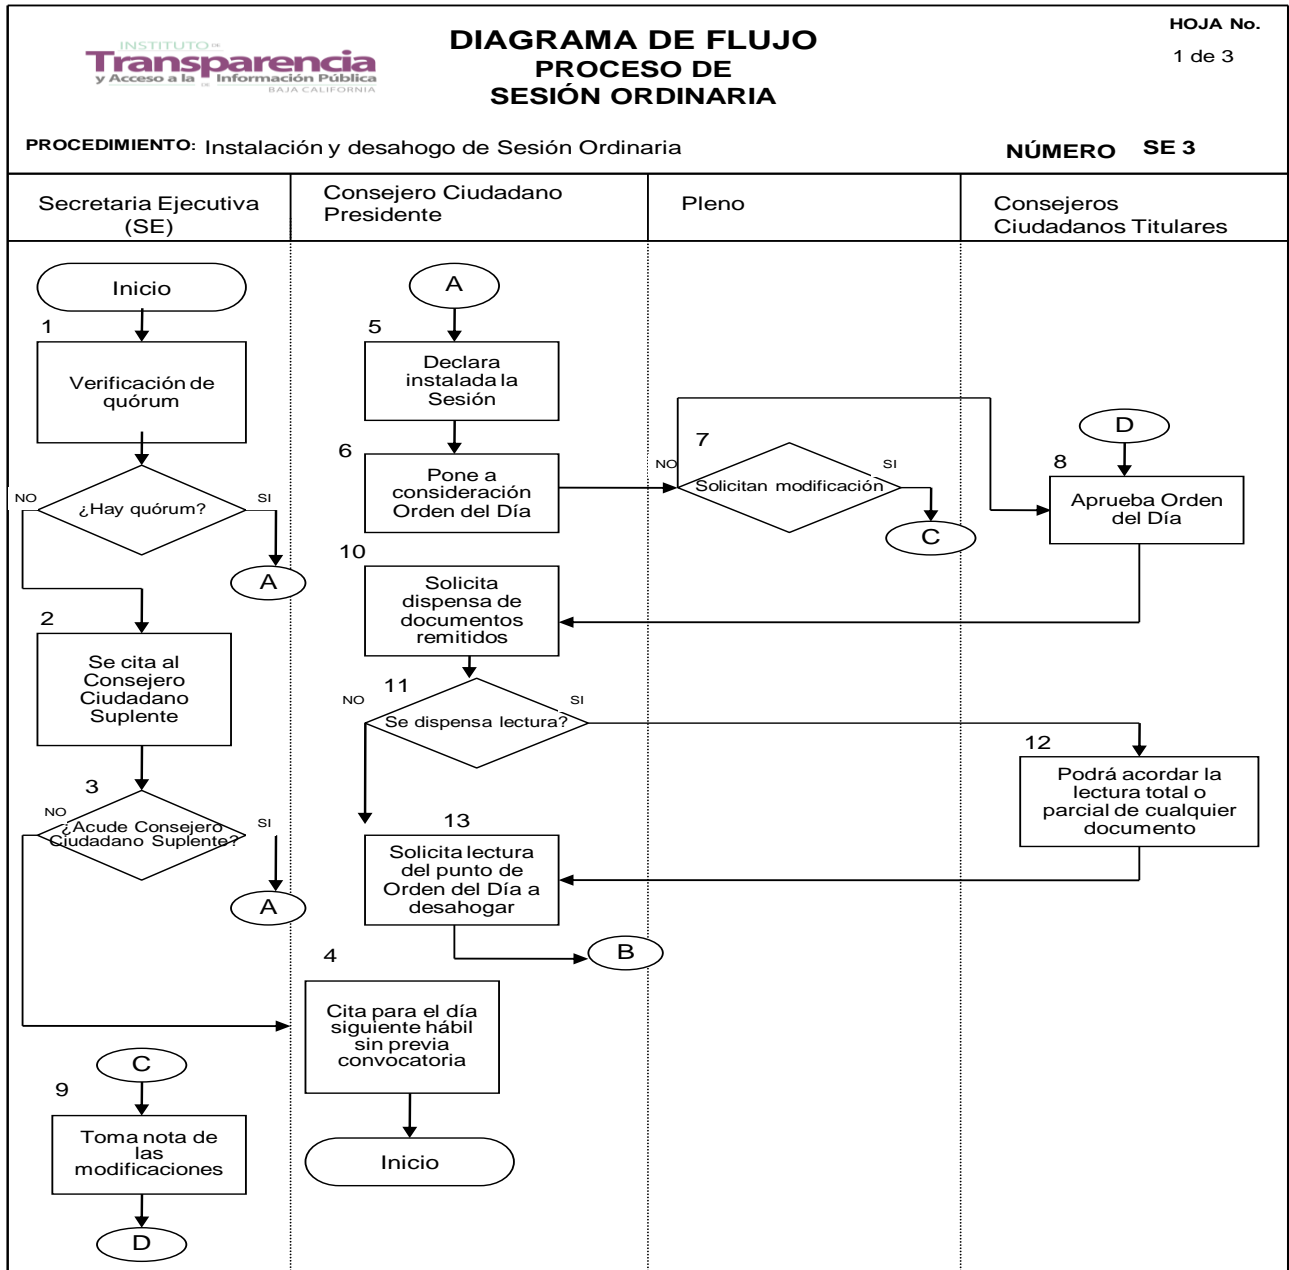 INSTITUTO DE
Transparencia
y Acceso a la Información Pública
DE
BAJA CALIFORNIA
DIAGRAMA DE FLUJO
PROCESO DE
SESIÓN ORDINARIA
HOJA No.
1 de 3
PROCEDIMIENTO: Instalación y desahogo de Sesión Ordinaria
NÚMERO SE 3
Secretaria Ejecutiva
(SE)
Consejero Ciudadano
Presidente
Pleno
Consejeros
Ciudadanos Titulares
Inicio
1
Verificación de
quórum
NO
¿Hay quórum?
SI
A
2
Se cita al
Consejero
Ciudadano
Suplente
3
NO
¿Acude Consejero
Ciudadano Suplente?
SI
A
C
9
Toma nota de
las
modificaciones
D
A
5
Declara
instalada la
Sesión
6
Pone a
consideración
Orden del Día
10
Solicita
dispensa de
documentos
remitidos
11
NO
Se dispensa lectura?
SI
13
Solicita lectura
del punto de
Orden del Día a
desahogar
B
4
Cita para el día
siguiente hábil
sin previa
convocatoria
Inicio
7
NO
Solicitan modificación
SI
C
D
8
Aprueba Orden
del Día
12
Podrá acordar la
lectura total o
parcial de cualquier
documento